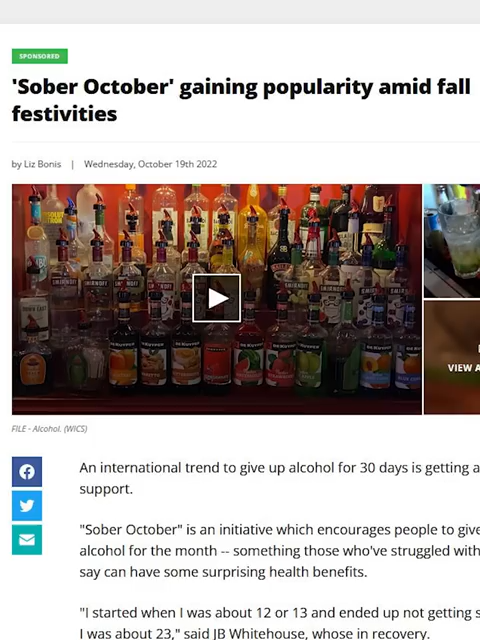 SPONSORED
'Sober October' gaining popularity amid fall
festivities
by Liz Bonis | Wednesday, October 19th 2022
SMIRNOFF
DEKUYPER
VIEW A
FILE - Alcohol. (WICS)
An international trend to give up alcohol for 30 days is getting a
support.
"Sober October" is an initiative which encourages people to give
alcohol for the month -- something those who've struggled with
say can have some surprising health benefits.
"I started when I was about 12 or 13 and ended up not getting s
I was about 23," said JB Whitehouse, whose in recovery.